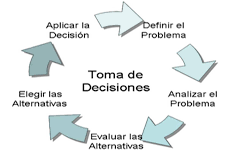 Aplicar la
Decisión
Definir el
Problema
Toma de
Decisiones
Elegir las
Alternativas
Analizar el
Problema
Evaluar las
Alternativas